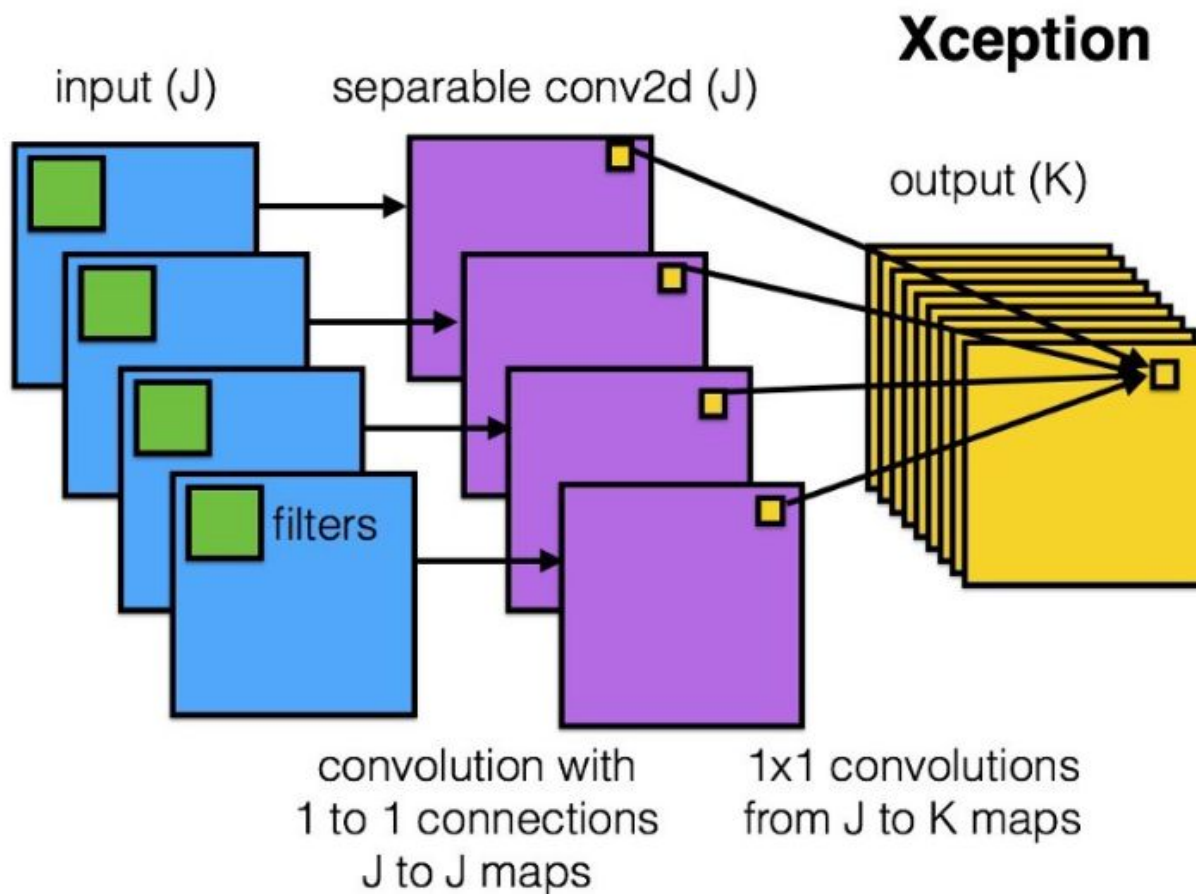 Xception
input (J)
separable conv2d (J)
output (K)
filters
convolution with
1 to 1 connections
J to J maps
1x1 convolutions
from J to K maps